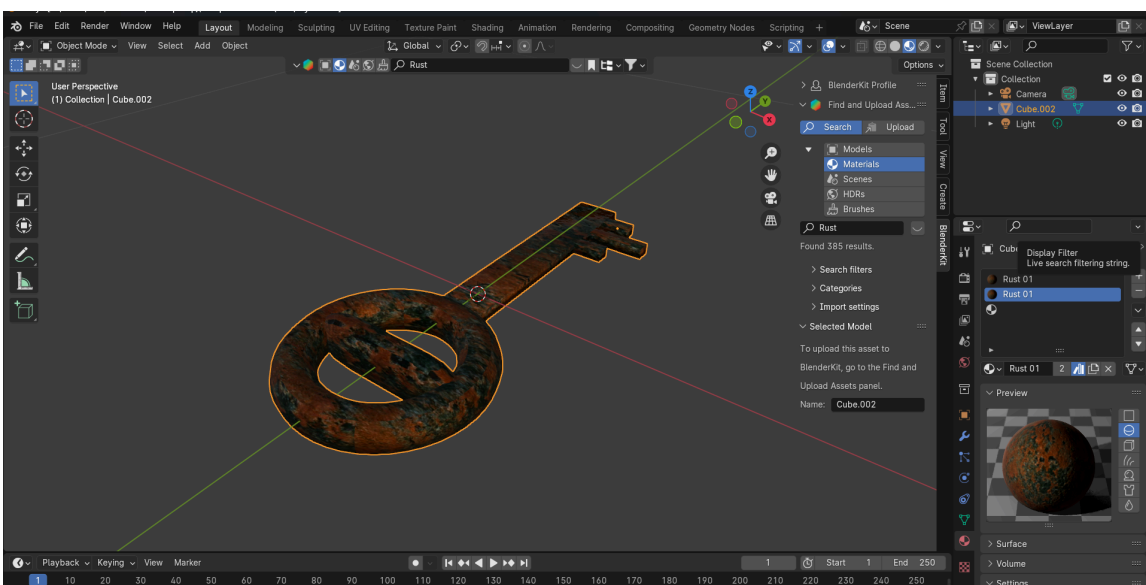 File Edit Render Window Help Layout Modeling Sculpting UV Editing Texture Paint Shading Animation Rendering Compositing Geometry Nodes Scripting + Scene ViewLayer
Object Mode View Select Add Object Global
Rust Options
User Perspective
(1) Collection | Cube.002
Z
Y
X
BlenderKit Profile
Find and Upload Ass...
Search Upload
Models
Materials
Scenes
HDRs
Brushes
Rust
Found 385 results.
Search filters
Categories
Import settings
Selected Model
To upload this asset to
BlenderKit, go to the Find and
Upload Assets panel.
Name: Cube.002
Item
Tool
View
Create
BlenderKit
Scene Collection
Collection
Camera
Cube.002
Light
Cube
Display Filter
Live search filtering string.
Rust 01
Rust 01
Rust 01 2
Preview
Surface
Volume
Settings
Playback Keying View Marker 1 Start 1 End 250
1 10 20 30 40 50 60 70 80 90 100 110 120 130 140 150 160 170 180 190 200 210 220 230 240 250